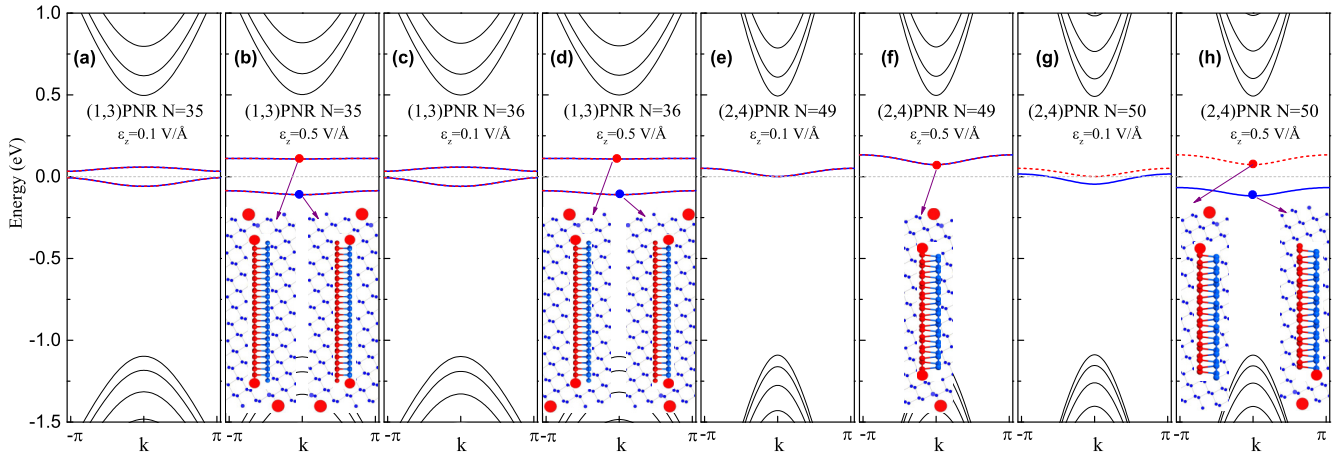 1.0
0.5
0.0
-0.5
-1.0
-1.5
Energy (eV)
(a)
(1,3)PNR N=35
ε_z=0.1 V/Å
-π
k
π
(b)
(1,3)PNR N=35
ε_z=0.5 V/Å
-π
k
π
(c)
(1,3)PNR N=36
ε_z=0.1 V/Å
-π
k
π
(d)
(1,3)PNR N=36
ε_z=0.5 V/Å
-π
k
π
(e)
(2,4)PNR N=49
ε_z=0.1 V/Å
-π
k
π
(f)
(2,4)PNR N=49
ε_z=0.5 V/Å
-π
k
π
(g)
(2,4)PNR N=50
ε_z=0.1 V/Å
-π
k
π
(h)
(2,4)PNR N=50
ε_z=0.5 V/Å
-π
k
π